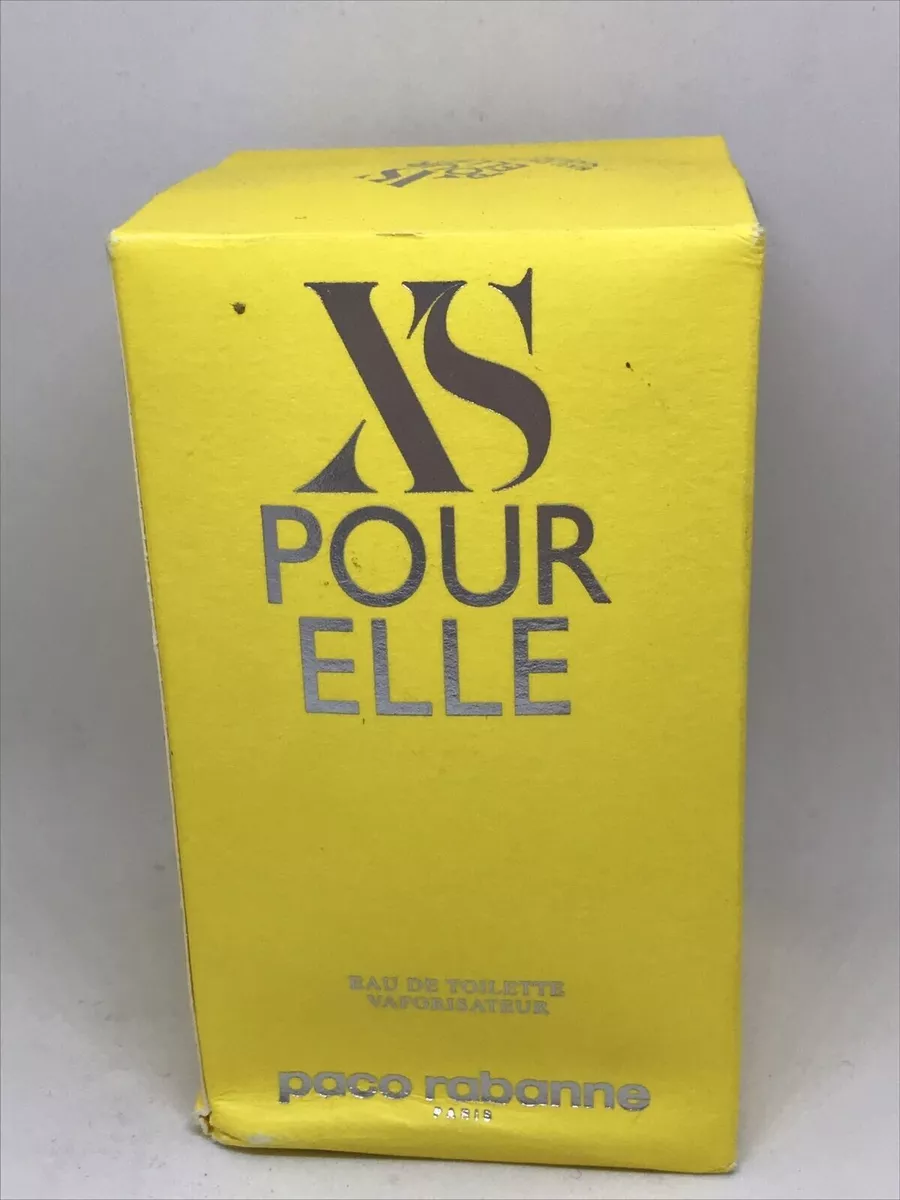 XS
POUR
ELLE
EAU DE TOILETTE
VAPORISATEUR
paco rabanne
PARIS